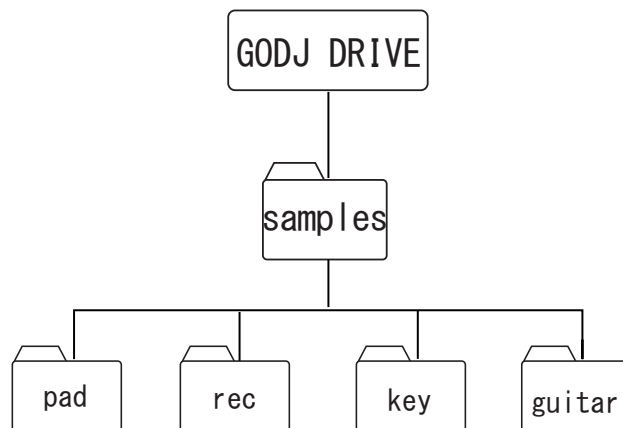 GODJ DRIVE
samples
pad
rec
key
guitar